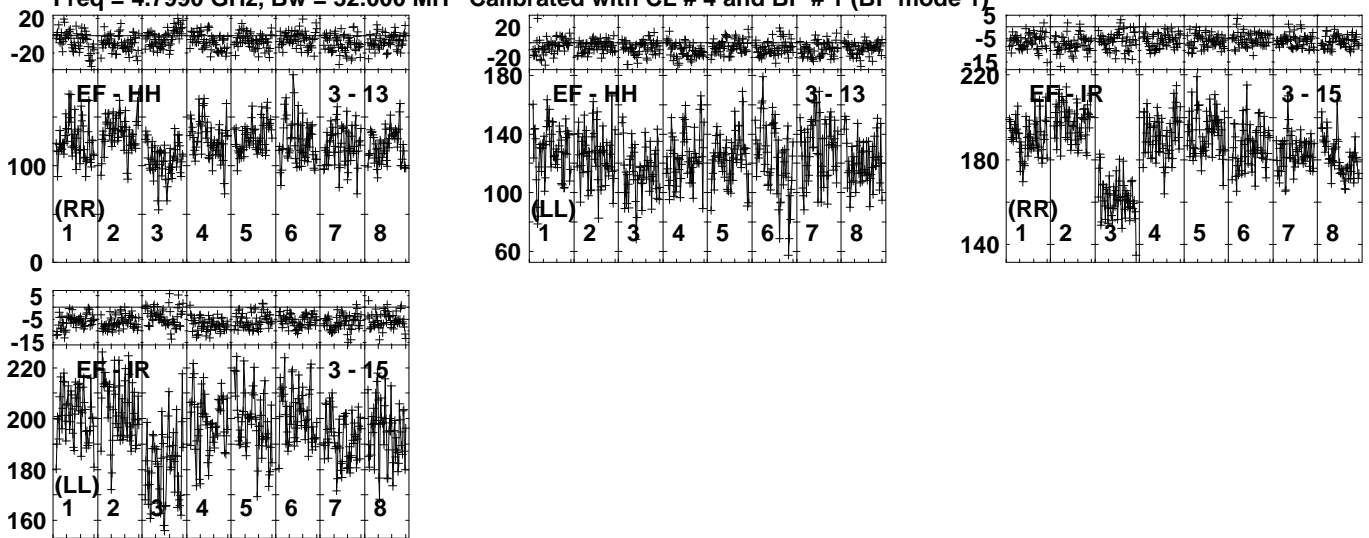 Freq = 4.7990 GHz, Bw = 32.000 MH Calibrated with CL # 4 and BP # 1 (BP mode 1)
20
-20
EF - HH 3 - 13
100
(RR)
1 2 3 4 5 6 7 8
0
20
-20
180
EF - HH 3 - 13
140
100
(LL)
1 2 3 4 5 6 7 8
60
5
-5
-15
220
EF - IR 3 - 15
180
(RR)
1 2 3 4 5 6 7 8
140
5
-5
-15
220
EF - IR 3 - 15
200
180
(LL)
1 2 3 4 5 6 7 8
160